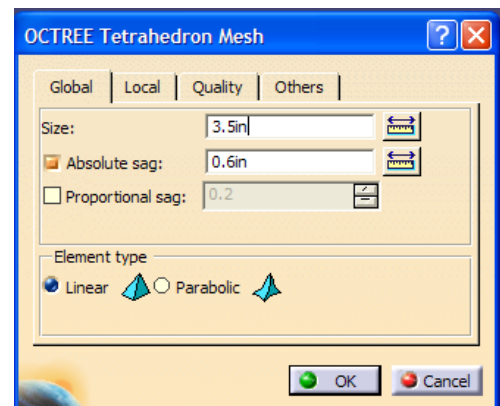 OCTREE Tetrahedron Mesh
Global Local Quality Others
Size: 3.5in
Absolute sag: 0.6in
Proportional sag: 0.2
Element type
Linear Parabolic
OK Cancel